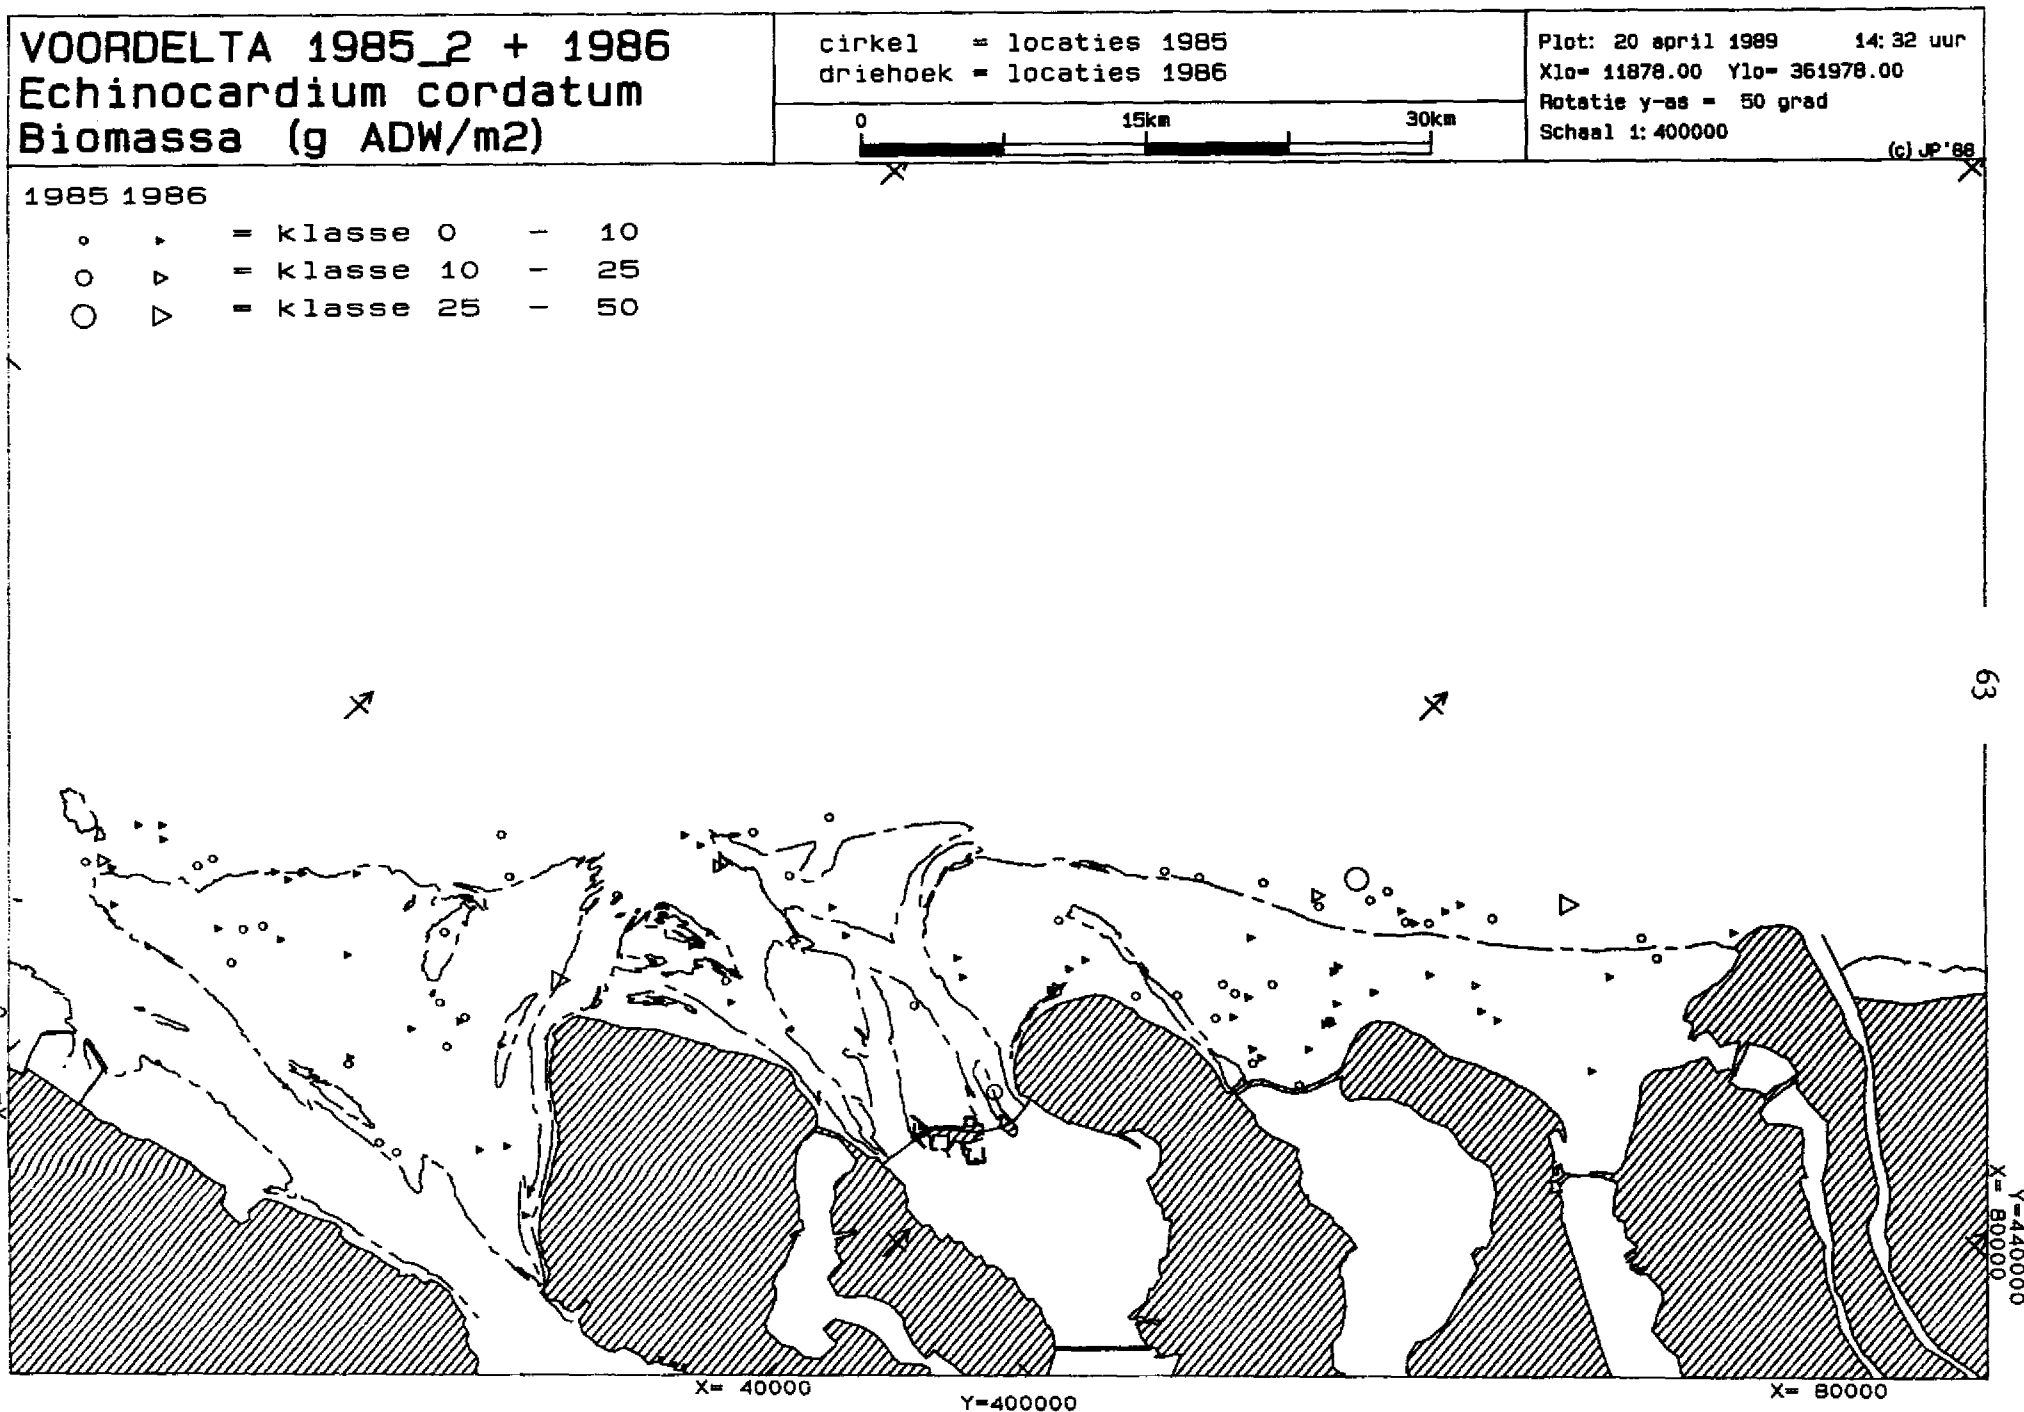 VOORDELTA 1985_2 + 1986
Echinocardium cordatum
Biomassa (g ADW/m2)
cirkel = locaties 1985
driehoek = locaties 1986
0 15km 30km
Plot: 20 april 1989 14:32 uur
Xlo= 11878.00 Ylo= 361978.00
Rotatie y-as = 50 grad
Schaal 1:400000
(c) JP'88
1985 1986
= klasse 0 - 10
= klasse 10 - 25
= klasse 25 - 50
63
X= 80000
Y=440000
X= 40000
Y=400000
X= 80000